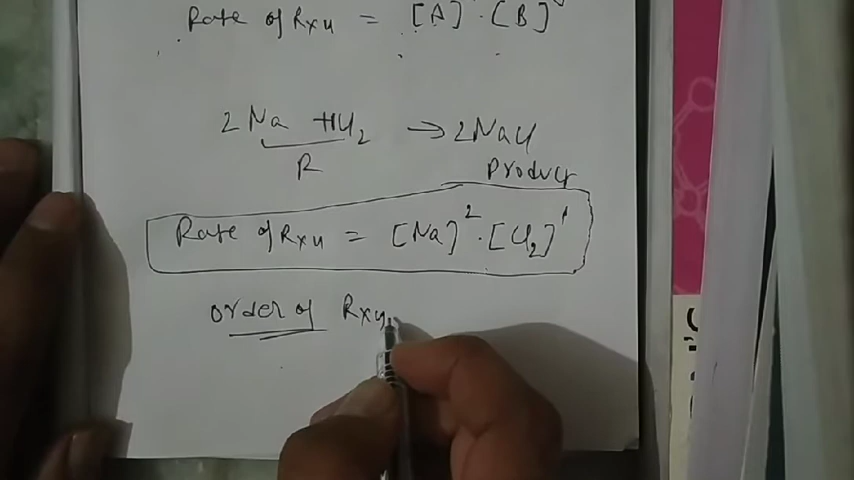 Rate of Rxn = [A] . [B]
2Na + Cl2 → 2NaCl
R Product
Rate of Rxn = [Na]^2 . [Cl2]^1
order of Rxn